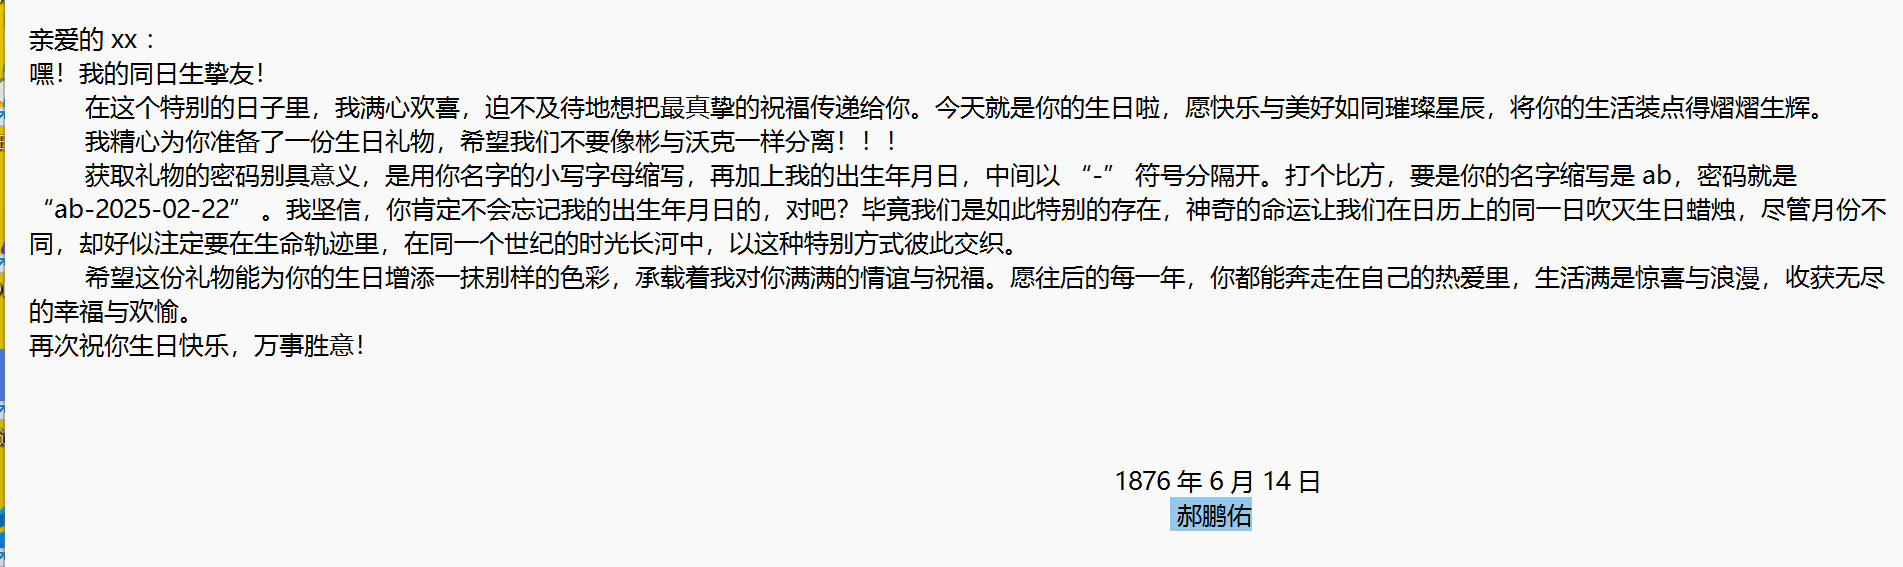 亲爱的 xx：
嘿！我的同日生挚友！
在这个特别的日子里，我满心欢喜，迫不及待地想把最真挚的祝福传递给你。今天就是你的生日啦，愿快乐与美好如同璀璨星辰，将你的生活装点得熠熠生辉。
我精心为你准备了一份生日礼物，希望我们不要像彬与沃克一样分离！！！
获取礼物的密码别具意义，是用你名字的小写字母缩写，再加上我的出生年月日，中间以 “-” 符号分隔开。打个比方，要是你的名字缩写是 ab，密码就是
“ab-2025-02-22” 。我坚信，你肯定不会忘记我的出生年月日的，对吧？毕竟我们是如此特别的存在，神奇的命运让我们在日历上的同一日吹灭生日蜡烛，尽管月份不
同，却好似注定要在生命轨迹里，在同一个世纪的时光长河中，以这种特别方式彼此交织。
希望这份礼物能为你的生日增添一抹别样的色彩，承载着我对你满满的情谊与祝福。愿往后的每一年，你都能奔走在自己的热爱里，生活满是惊喜与浪漫，收获无尽
的幸福与欢愉。
再次祝你生日快乐，万事胜意！
1876 年 6 月 14 日
郝鹏佑